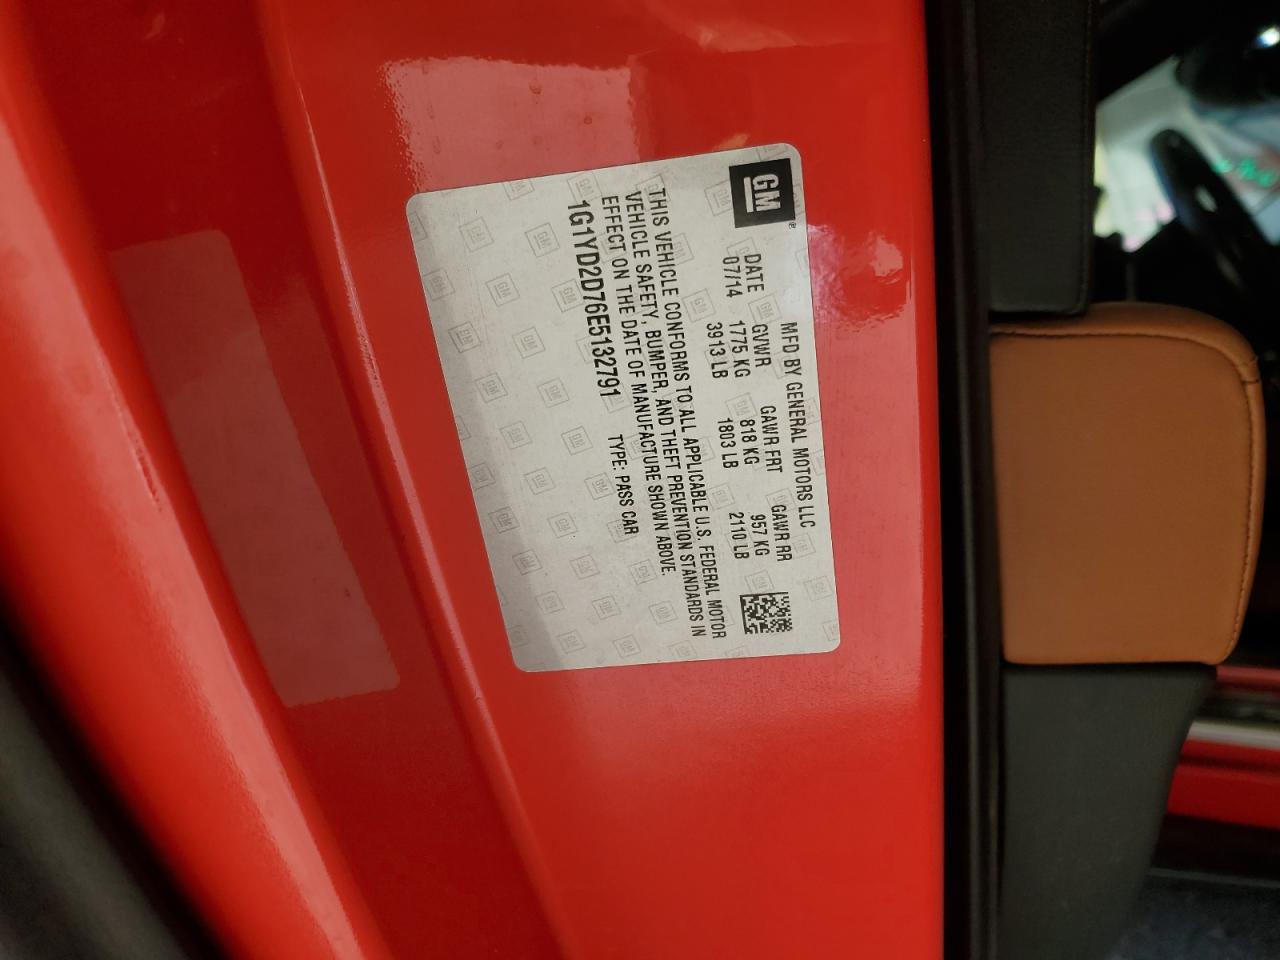 GM
MFD BY GENERAL MOTORS LLC
DATE GVWR GAWR FRT GAWR RR
07/14 1775 KG 818 KG 957 KG
3913 LB 1803 LB 2110 LB
THIS VEHICLE CONFORMS TO ALL APPLICABLE U.S. FEDERAL MOTOR
VEHICLE SAFETY, BUMPER, AND THEFT PREVENTION STANDARDS IN
EFFECT ON THE DATE OF MANUFACTURE SHOWN ABOVE.
1G1YD2D76E5132791 TYPE: PASS CAR